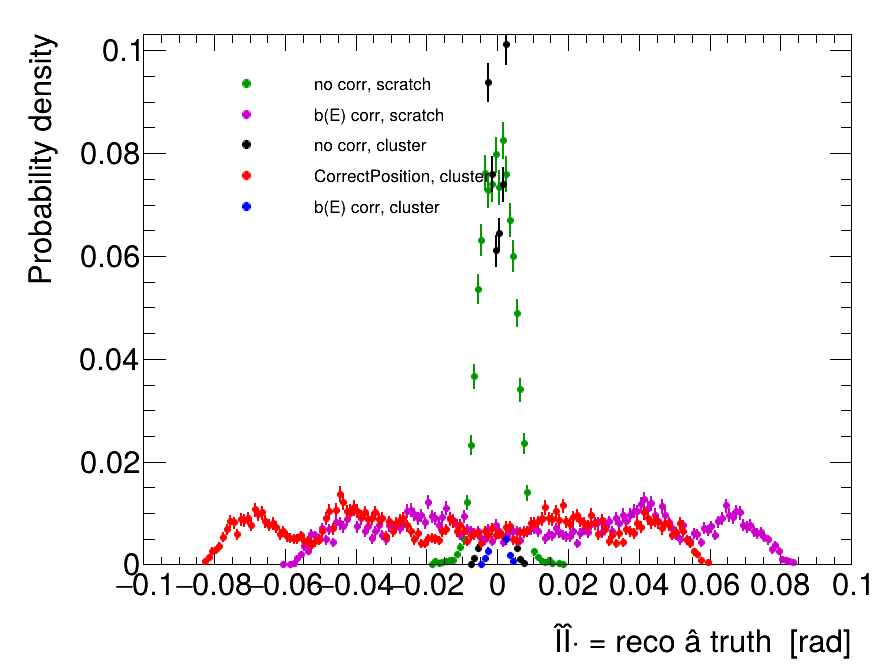 Probability density
0.1
0.08
0.06
0.04
0.02
0
no corr, scratch
b(E) corr, scratch
no corr, cluster
CorrectPosition, cluster
b(E) corr, cluster
−0.1 −0.08 −0.06 −0.04 −0.02 0 0.02 0.04 0.06 0.08 0.1
ÎÎ· = reco â truth [rad]